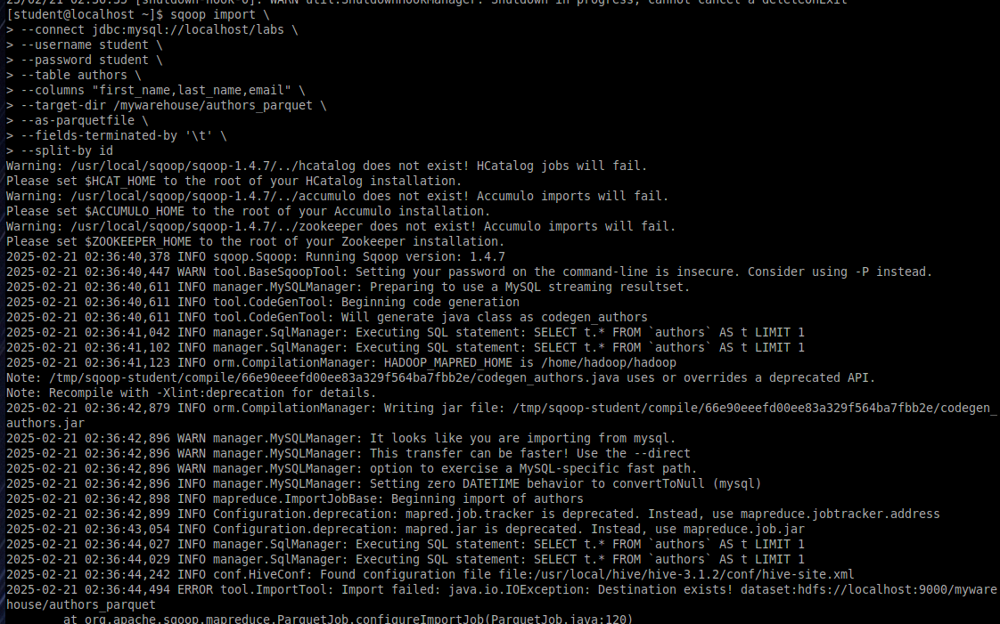 [student@localhost ~]$ sqoop import \
> --connect jdbc:mysql://localhost/labs \
> --username student \
> --password student \
> --table authors \
> --columns "first_name,last_name,email" \
> --target-dir /mywarehouse/authors_parquet \
> --as-parquetfile \
> --fields-terminated-by '\t' \
> --split-by id
Warning: /usr/local/sqoop/sqoop-1.4.7/../hcatalog does not exist! HCatalog jobs will fail.
Please set $HCAT_HOME to the root of your HCatalog installation.
Warning: /usr/local/sqoop/sqoop-1.4.7/../accumulo does not exist! Accumulo imports will fail.
Please set $ACCUMULO_HOME to the root of your Accumulo installation.
Warning: /usr/local/sqoop/sqoop-1.4.7/../zookeeper does not exist! Accumulo imports will fail.
Please set $ZOOKEEPER_HOME to the root of your Zookeeper installation.
2025-02-21 02:36:40,378 INFO sqoop.Sqoop: Running Sqoop version: 1.4.7
2025-02-21 02:36:40,447 WARN tool.BaseSqoopTool: Setting your password on the command-line is insecure. Consider using -P instead.
2025-02-21 02:36:40,611 INFO manager.MySQLManager: Preparing to use a MySQL streaming resultset.
2025-02-21 02:36:40,611 INFO tool.CodeGenTool: Beginning code generation
2025-02-21 02:36:40,611 INFO tool.CodeGenTool: Will generate java class as codegen_authors
2025-02-21 02:36:41,042 INFO manager.SqlManager: Executing SQL statement: SELECT t.* FROM `authors` AS t LIMIT 1
2025-02-21 02:36:41,102 INFO manager.SqlManager: Executing SQL statement: SELECT t.* FROM `authors` AS t LIMIT 1
2025-02-21 02:36:41,123 INFO orm.CompilationManager: HADOOP_MAPRED_HOME is /home/hadoop/hadoop
Note: /tmp/sqoop-student/compile/66e90eeefd00ee83a329f564ba7fbb2e/codegen_authors.java uses or overrides a deprecated API.
Note: Recompile with -Xlint:deprecation for details.
2025-02-21 02:36:42,879 INFO orm.CompilationManager: Writing jar file: /tmp/sqoop-student/compile/66e90eeefd00ee83a329f564ba7fbb2e/codegen_
authors.jar
2025-02-21 02:36:42,896 WARN manager.MySQLManager: It looks like you are importing from mysql.
2025-02-21 02:36:42,896 WARN manager.MySQLManager: This transfer can be faster! Use the --direct
2025-02-21 02:36:42,896 WARN manager.MySQLManager: option to exercise a MySQL-specific fast path.
2025-02-21 02:36:42,896 INFO manager.MySQLManager: Setting zero DATETIME behavior to convertToNull (mysql)
2025-02-21 02:36:42,898 INFO mapreduce.ImportJobBase: Beginning import of authors
2025-02-21 02:36:42,899 INFO Configuration.deprecation: mapred.job.tracker is deprecated. Instead, use mapreduce.jobtracker.address
2025-02-21 02:36:43,054 INFO Configuration.deprecation: mapred.jar is deprecated. Instead, use mapreduce.job.jar
2025-02-21 02:36:44,027 INFO manager.SqlManager: Executing SQL statement: SELECT t.* FROM `authors` AS t LIMIT 1
2025-02-21 02:36:44,029 INFO manager.SqlManager: Executing SQL statement: SELECT t.* FROM `authors` AS t LIMIT 1
2025-02-21 02:36:44,242 INFO conf.HiveConf: Found configuration file file:/usr/local/hive/hive-3.1.2/conf/hive-site.xml
2025-02-21 02:36:44,494 ERROR tool.ImportTool: Import failed: java.io.IOException: Destination exists! dataset:hdfs://localhost:9000/myware
house/authors_parquet
at org.apache.sqoop.mapreduce.ParquetJob.configureImportJob(ParquetJob.java:120)